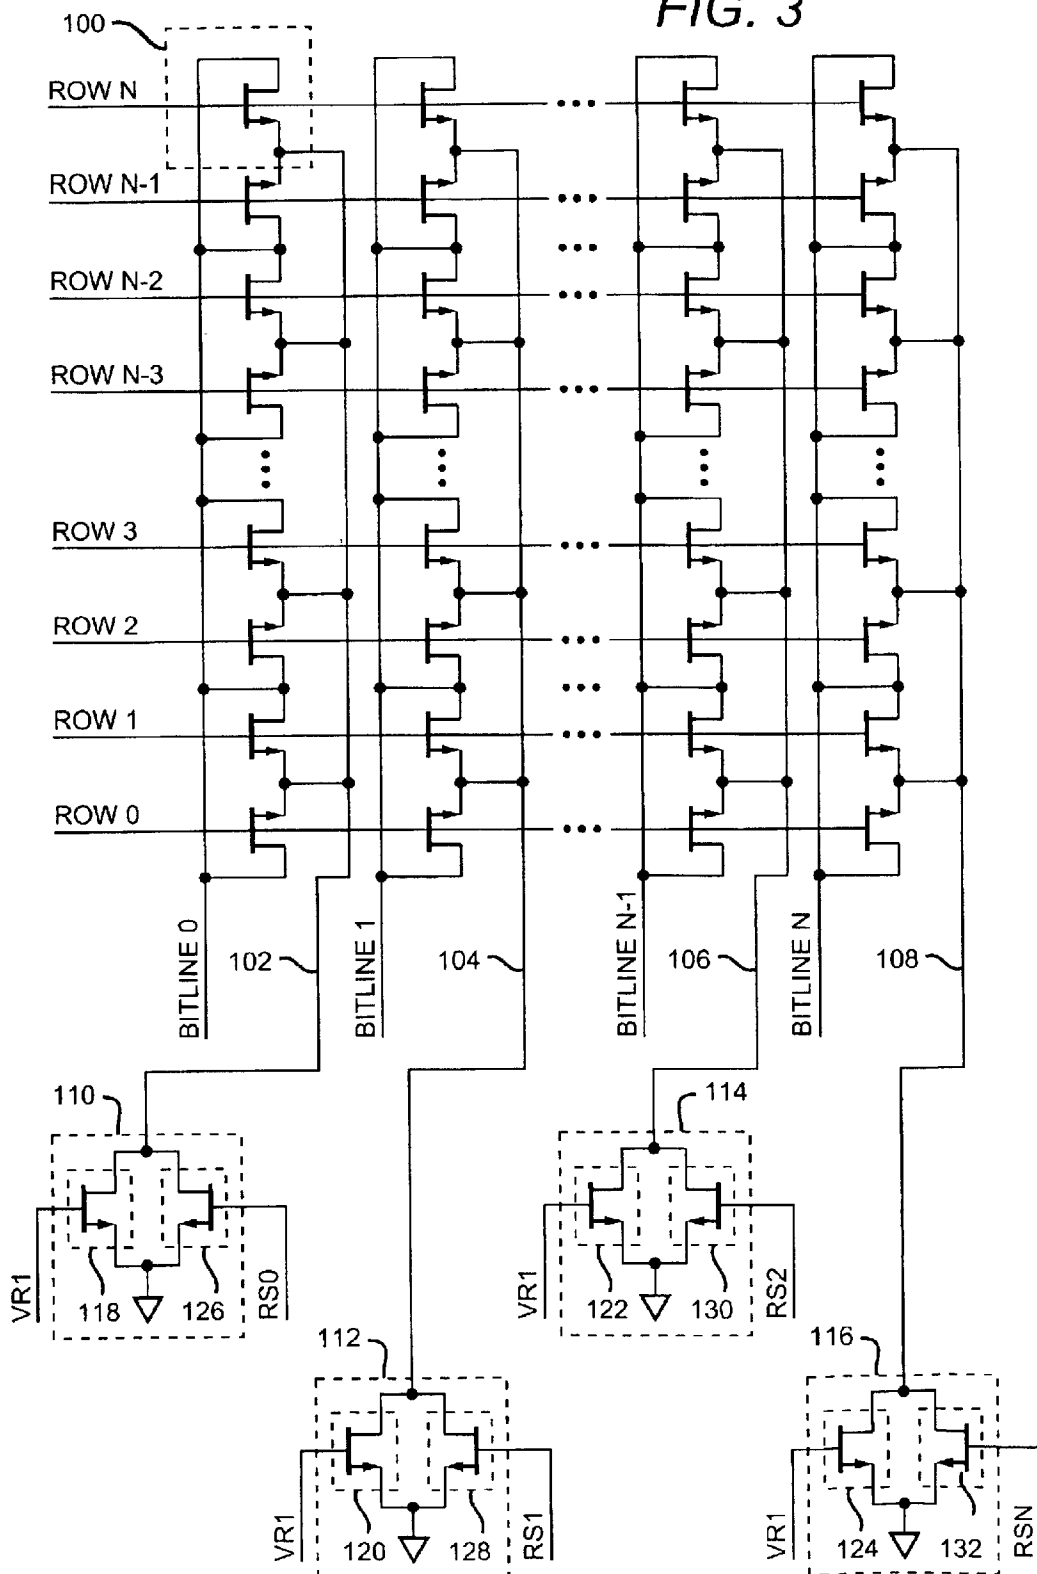 FIG. 3
100
ROW N
ROW N-1
ROW N-2
ROW N-3
ROW 3
ROW 2
ROW 1
ROW 0
BITLINE 0
102
BITLINE 1
104
BITLINE N-1
106
BITLINE N
108
110
114
VR1
118
126
RS0
VR1
122
130
RS2
112
116
VR1
120
128
RS1
VR1
124
132
RSN